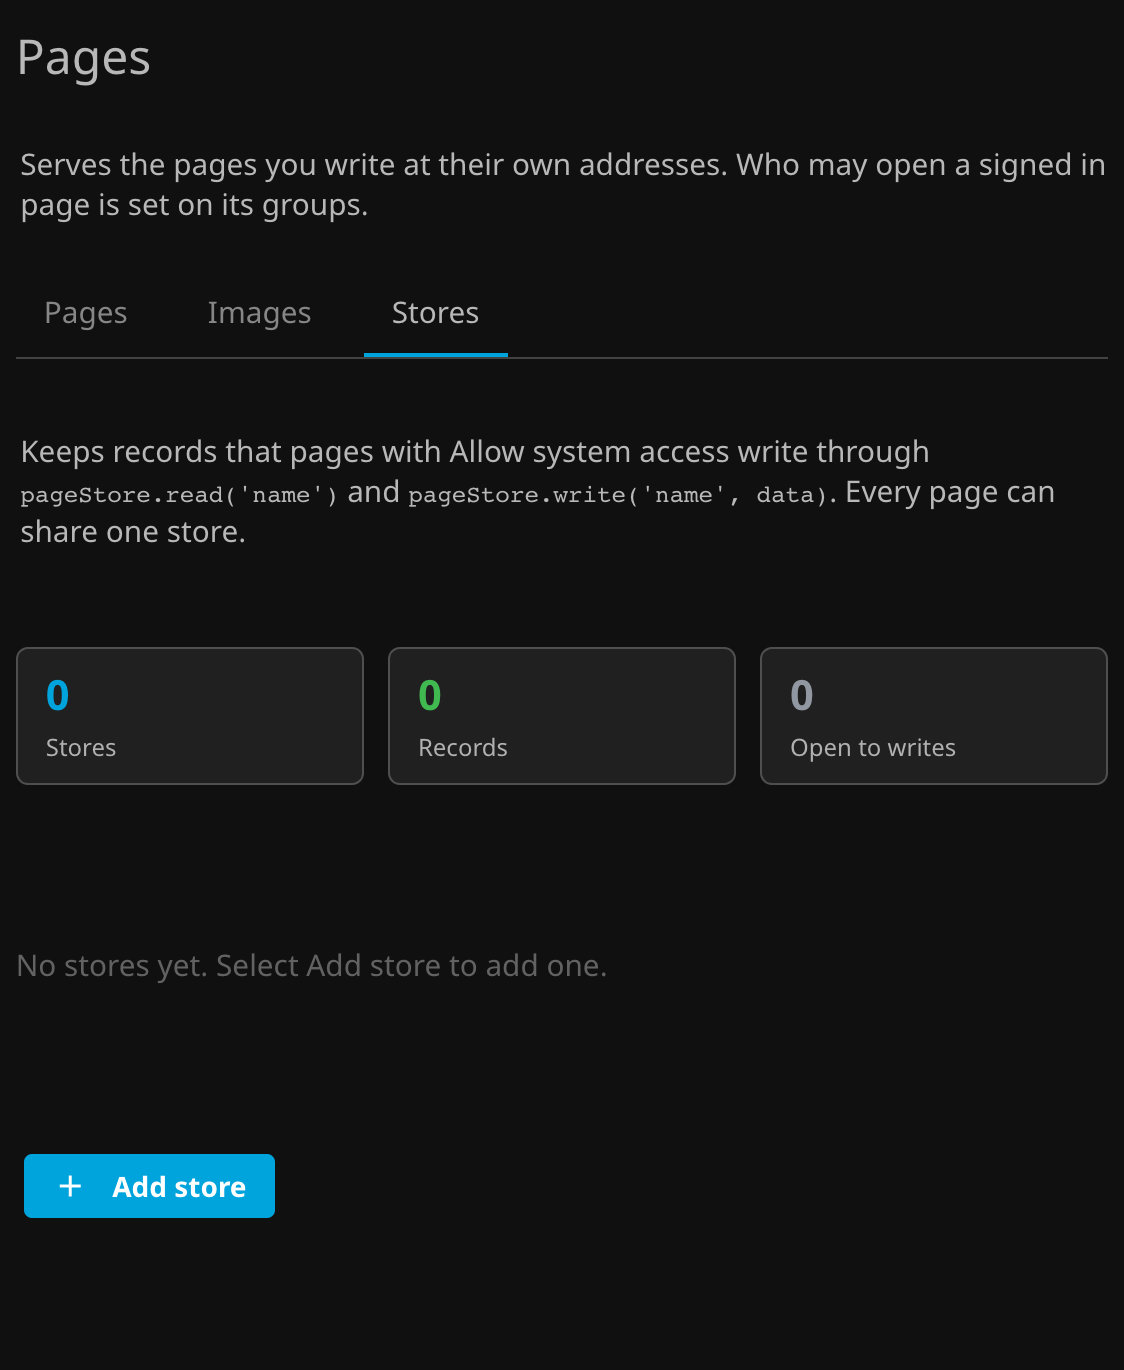 Pages
Serves the pages you write at their own addresses. Who may open a signed in
page is set on its groups.
Pages Images Stores
Keeps records that pages with Allow system access write through
pageStore.read('name') and pageStore.write('name', data). Every page can
share one store.
0 0 0
Stores Records Open to writes
No stores yet. Select Add store to add one.
+ Add store